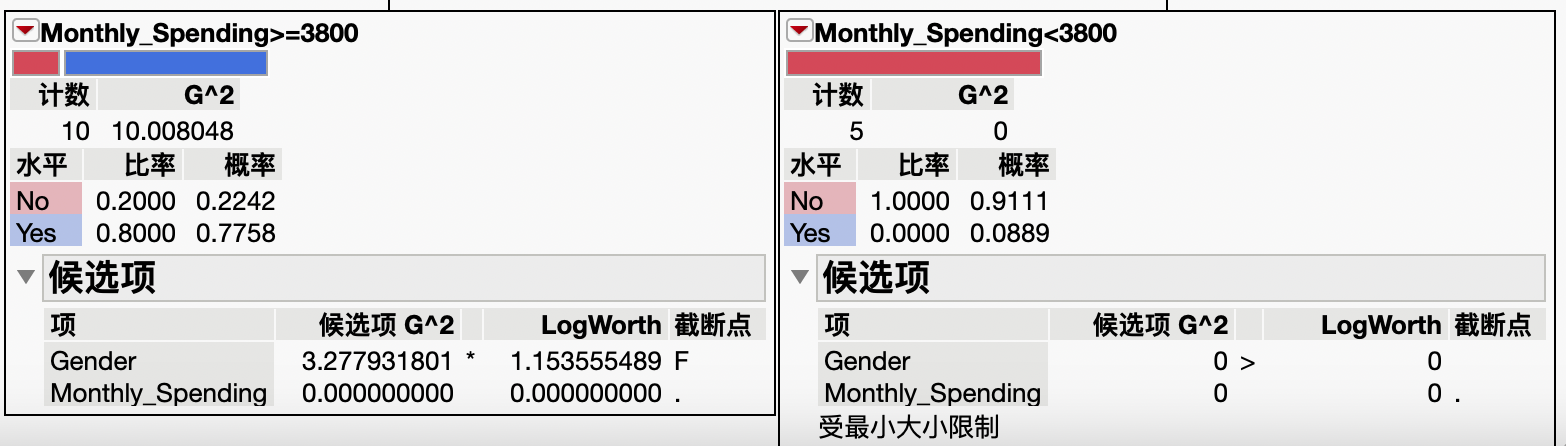 Monthly_Spending>=3800
计数 G^2
10 10.008048
水平 比率 概率
No 0.2000 0.2242
Yes 0.8000 0.7758
候选项
项 候选项 G^2 LogWorth 截断点
Gender 3.277931801 * 1.153555489 F
Monthly_Spending 0.000000000 0.000000000 .
Monthly_Spending<3800
计数 G^2
5 0
水平 比率 概率
No 1.0000 0.9111
Yes 0.0000 0.0889
候选项
项 候选项 G^2 LogWorth 截断点
Gender 0 > 0
Monthly_Spending 0 0 .
受最小大小限制